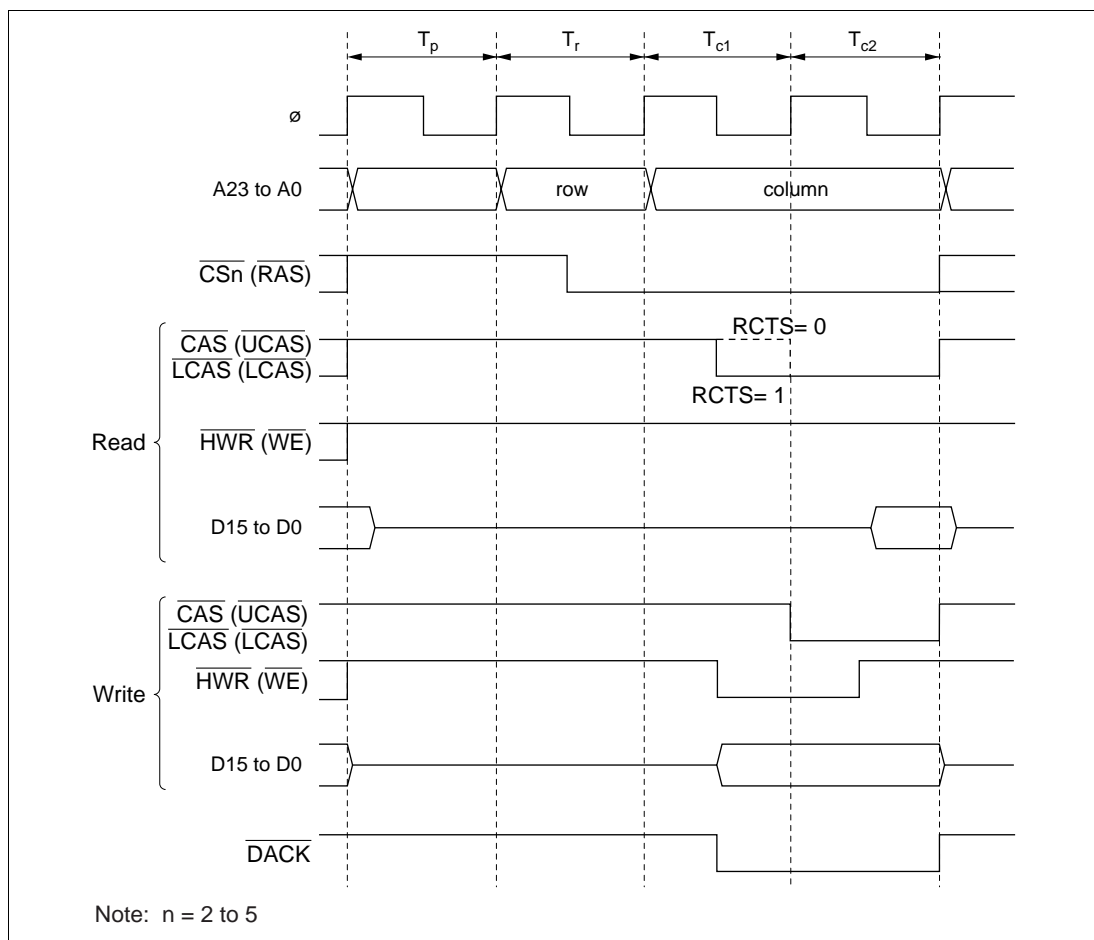 Tp Tr Tc1 Tc2
ø
A23 to A0 row column
CSn (RAS)
RCTS= 0
CAS (UCAS)
LCAS (LCAS)
RCTS= 1
Read
HWR (WE)
D15 to D0
CAS (UCAS)
LCAS (LCAS)
HWR (WE)
Write
D15 to D0
DACK
Note: n = 2 to 5